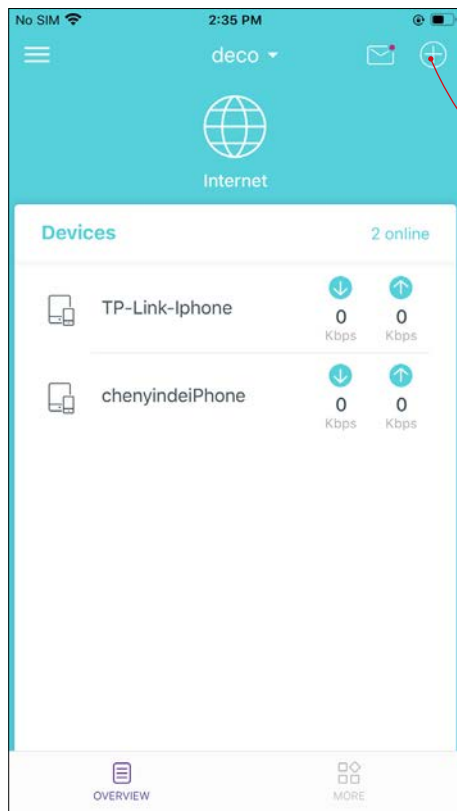 No SIM 2:35 PM
deco
Internet
Devices 2 online
TP-Link-Iphone 0 0
Kbps Kbps
chenyindeiPhone 0 0
Kbps Kbps
OVERVIEW MORE